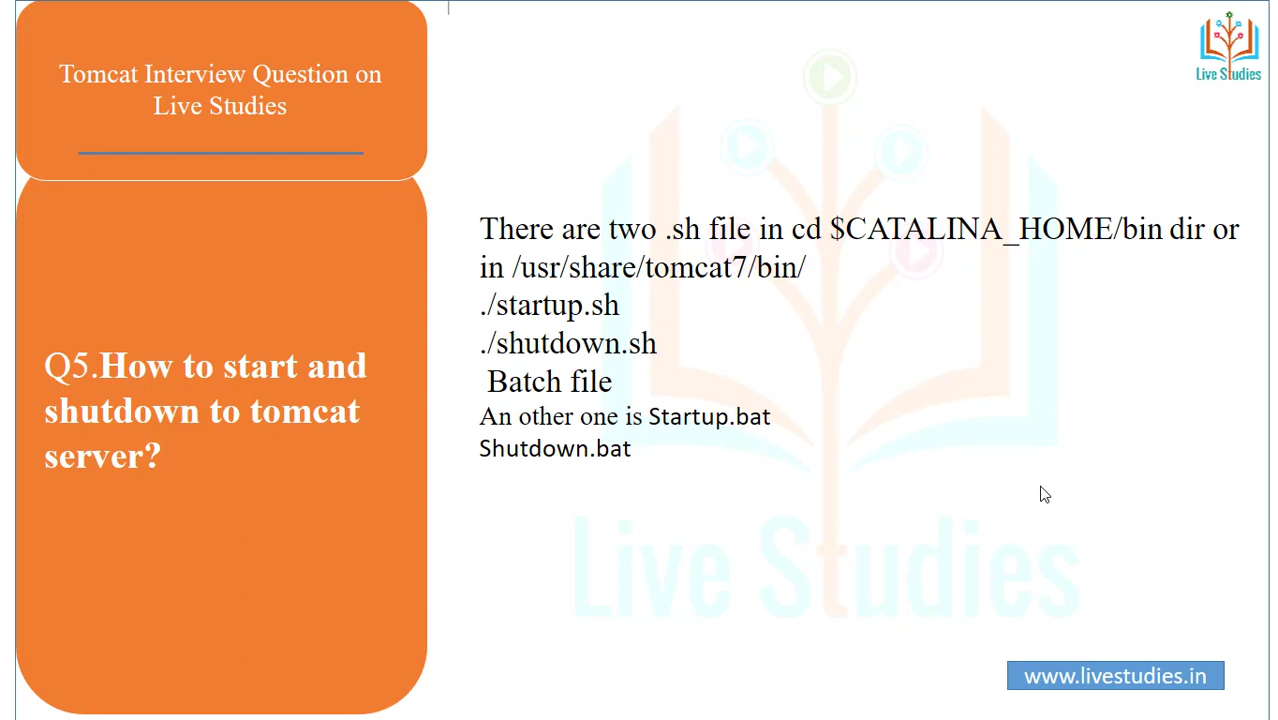 Tomcat Interview Question on
Live Studies
Q5.How to start and
shutdown to tomcat
server?
Live Studies
There are two .sh file in cd $CATALINA_HOME/bin dir or
in /usr/share/tomcat7/bin/
./startup.sh
./shutdown.sh
Batch file
An other one is Startup.bat
Shutdown.bat
Live Studies
www.livestudies.in